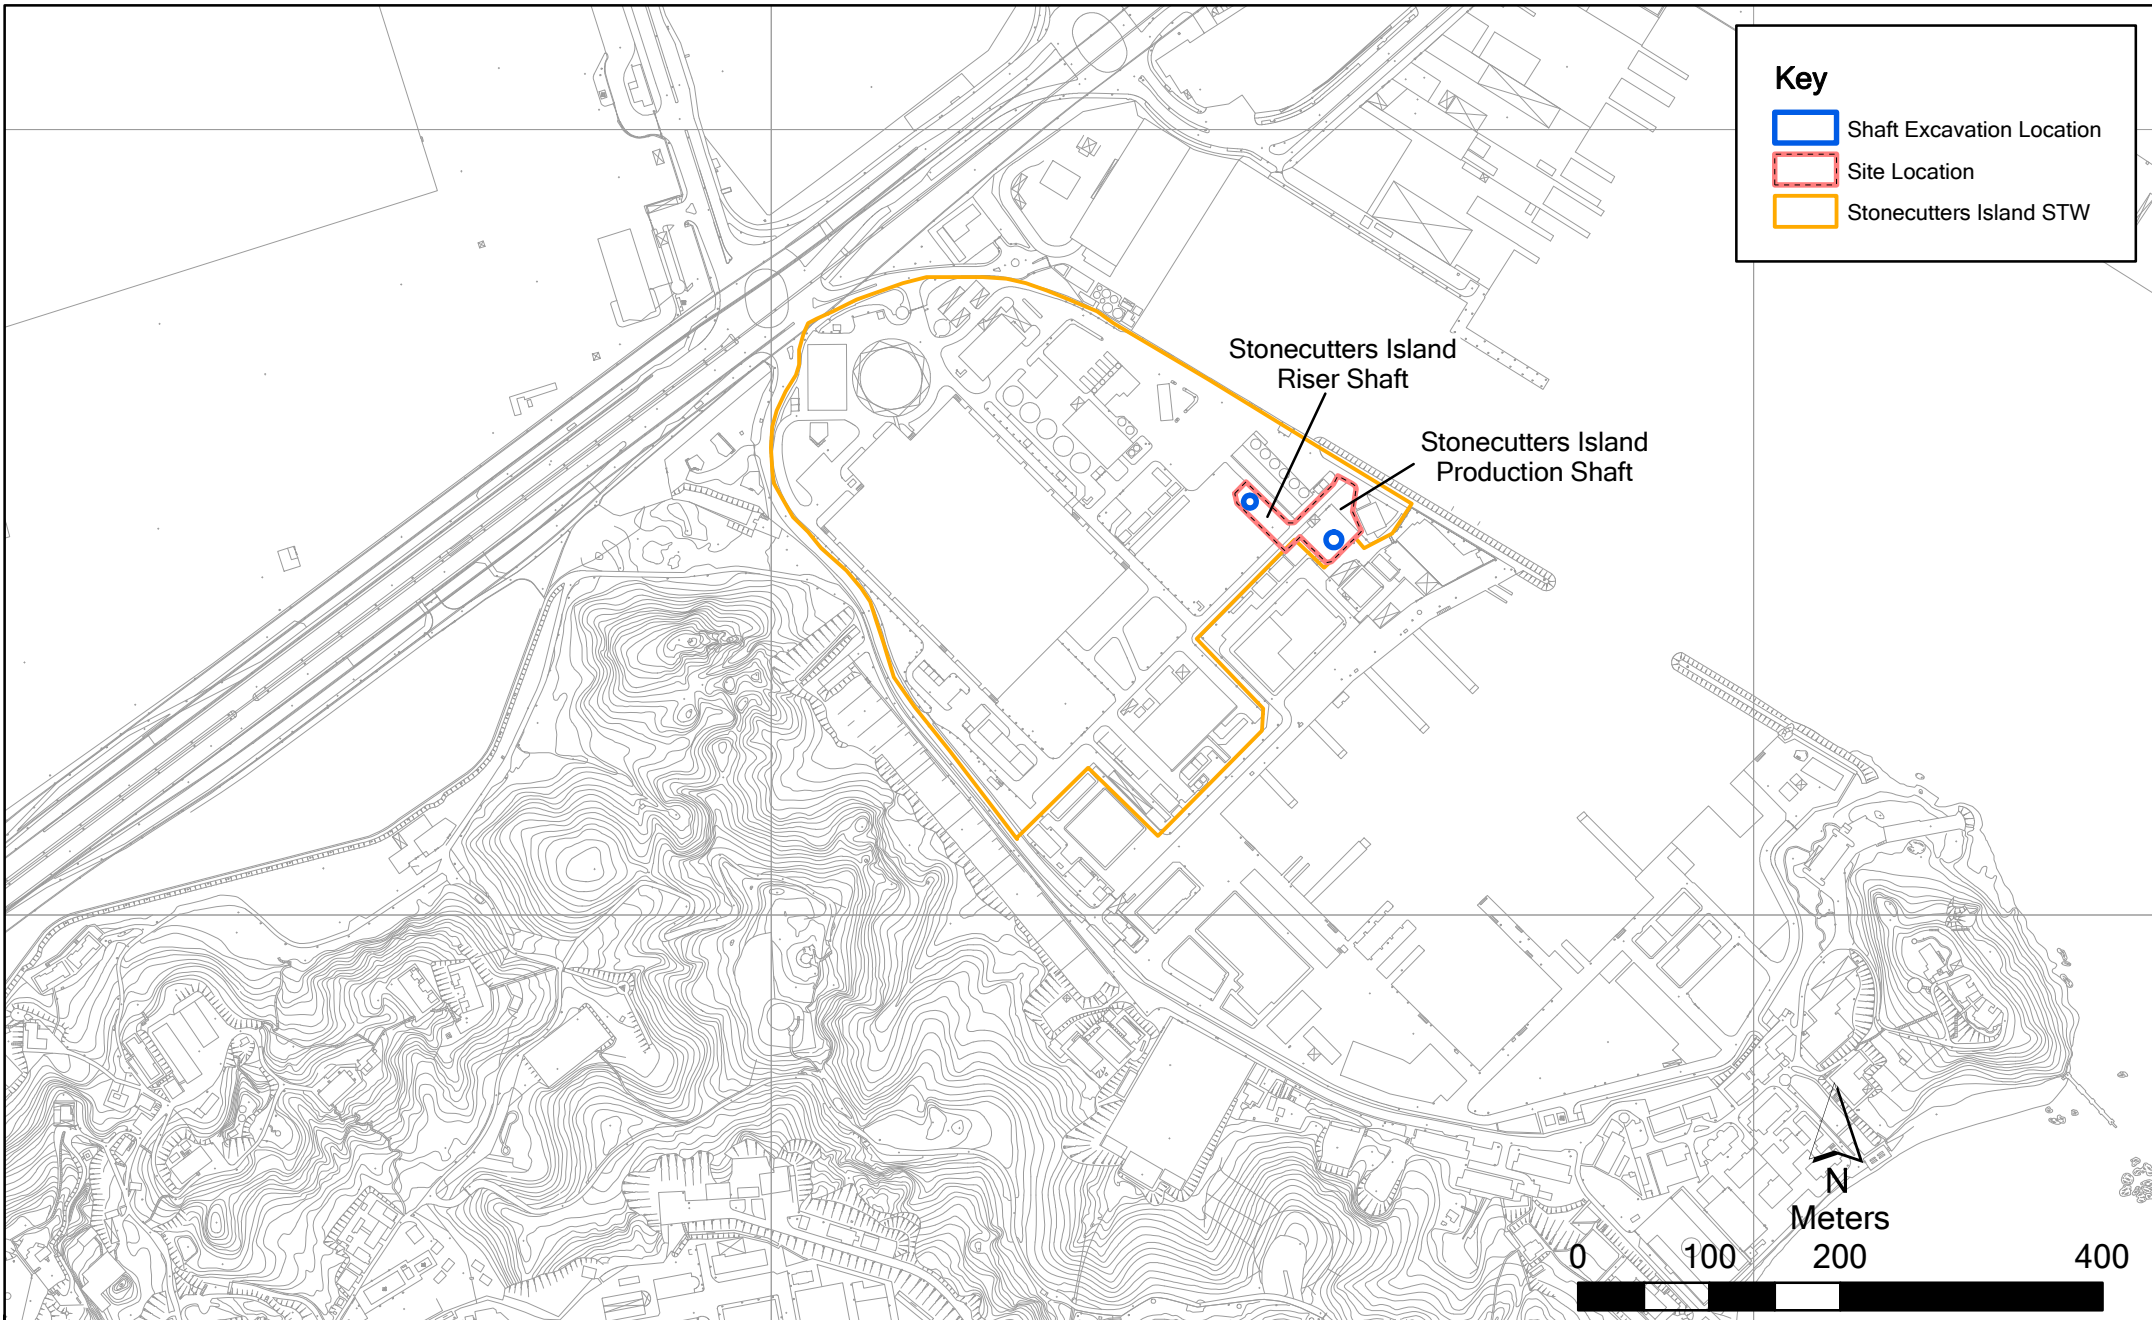 Key
Shaft Excavation Location
Site Location
Stonecutters Island STW
Stonecutters Island
Riser Shaft
Stonecutters Island
Production Shaft
N
Meters
0 100 200 400